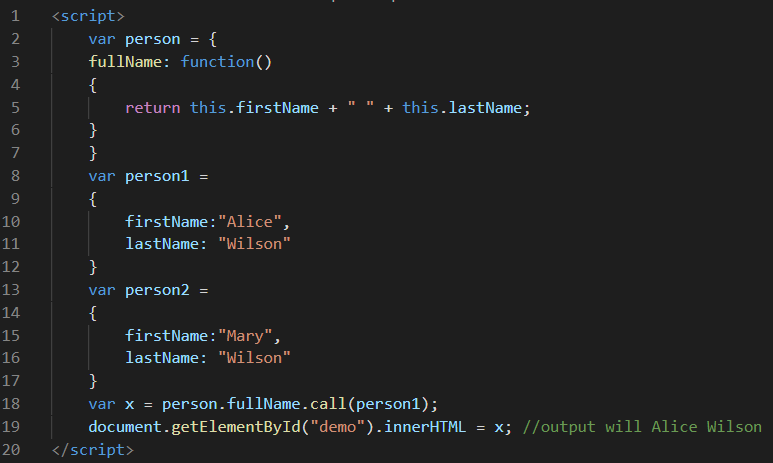 1 <script>
2 var person = {
3 fullName: function()
4 {
5 return this.firstName + " " + this.lastName;
6 }
7 }
8 var person1 =
9 {
10 firstName:"Alice",
11 lastName: "Wilson"
12 }
13 var person2 =
14 {
15 firstName:"Mary",
16 lastName: "Wilson"
17 }
18 var x = person.fullName.call(person1);
19 document.getElementById("demo").innerHTML = x; //output will Alice Wilson
20 </script>